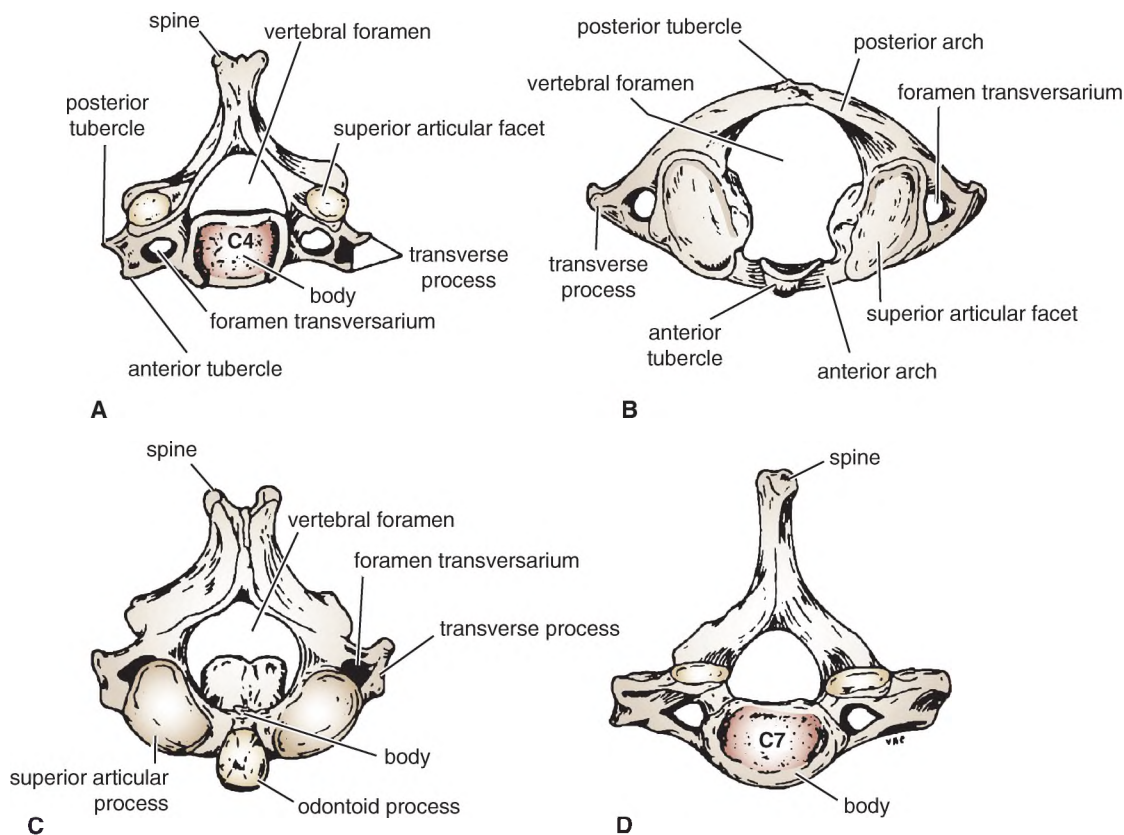 spine
vertebral foramen
posterior
tubercle
superior articular facet
C4
transverse
process
body
foramen transversarium
anterior tubercle
A
posterior tubercle
posterior arch
vertebral foramen
foramen transversarium
transverse
process
superior articular facet
anterior
tubercle
anterior arch
B
spine
vertebral foramen
foramen transversarium
transverse process
body
superior articular
process
odontoid process
C
spine
C7
VAC
body
D